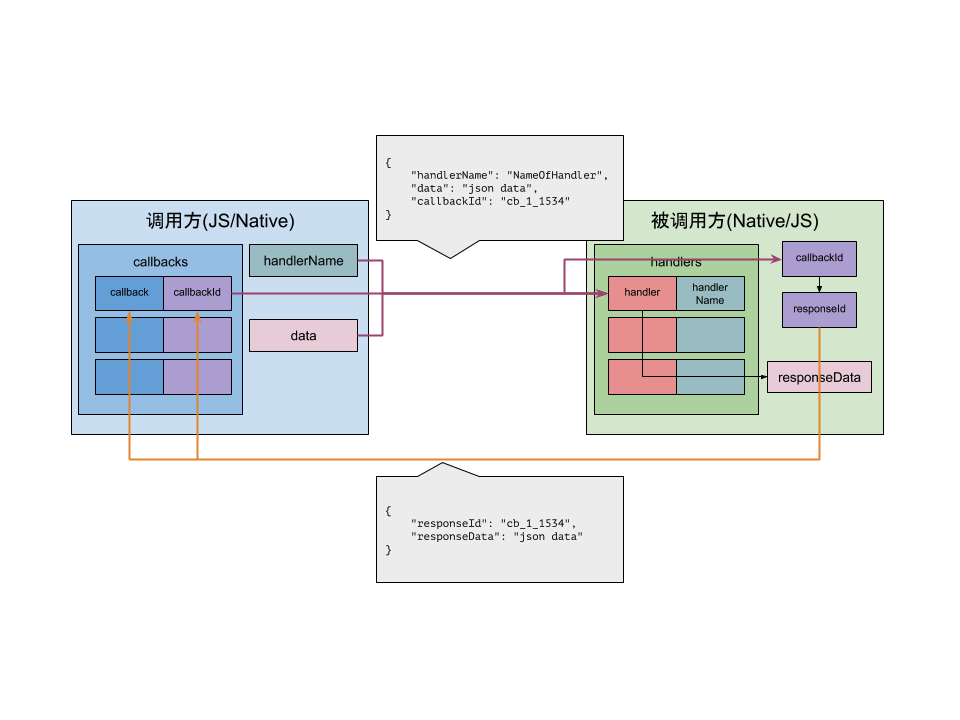 {
"handlerName": "NameOfHandler",
"data": "json data",
"callbackId": "cb_1_1534"
}
调用方(JS/Native)
callbacks
handlerName
callback
callbackId
data
被调用方(Native/JS)
handlers
callbackId
handler
handler
Name
responseId
responseData
{
"responseId": "cb_1_1534",
"responseData": "json data"
}